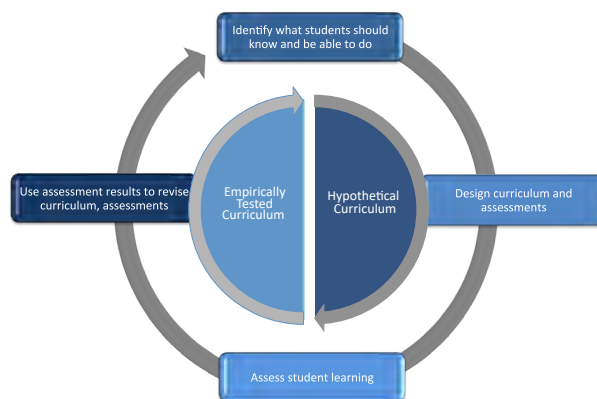 Identify what students should
know and be able to do
Use assessment results to revise
curriculum, assessments
Empirically
Tested
Curriculum
Hypothetical
Curriculum
Design curriculum and
assessments
Assess student learning